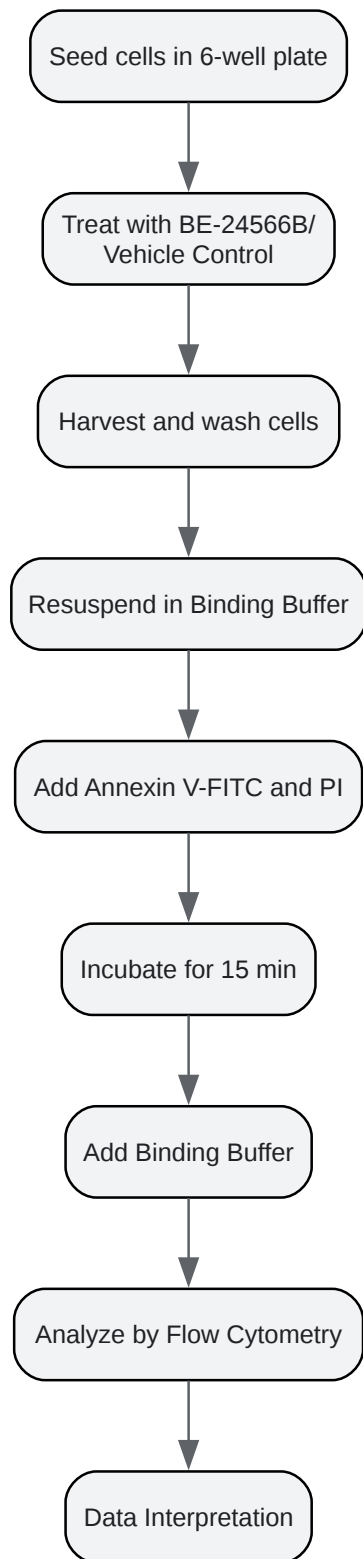 Seed cells in 6-well plate
Treat with BE-24566B/
Vehicle Control
Harvest and wash cells
Resuspend in Binding Buffer
Add Annexin V-FITC and PI
Incubate for 15 min
Add Binding Buffer
Analyze by Flow Cytometry
Data Interpretation